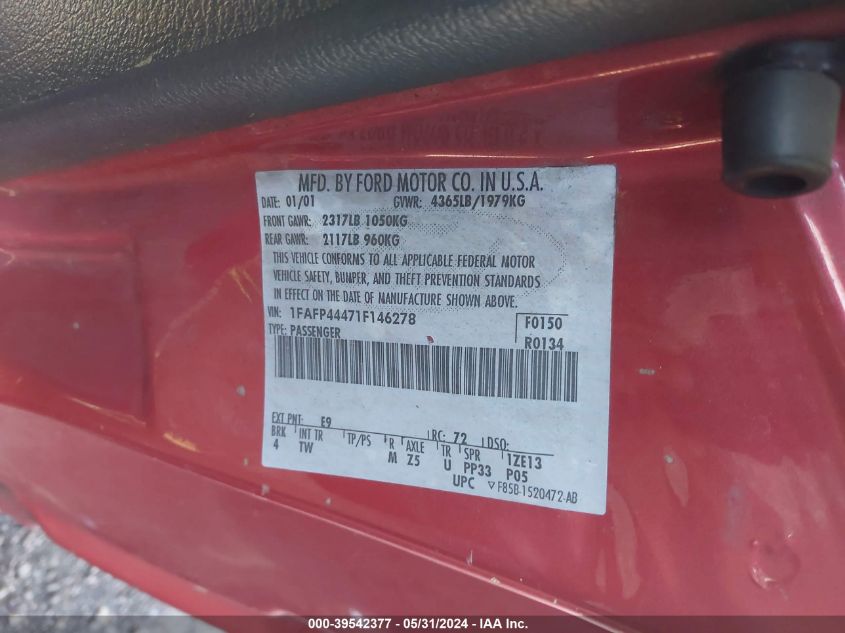 MFD. BY FORD MOTOR CO. IN U.S.A.
DATE: 01/01 GVWR: 4365LB/1979KG
FRONT GAWR: 2317LB 1050KG
REAR GAWR: 2117LB 960KG
THIS VEHICLE CONFORMS TO ALL APPLICABLE FEDERAL MOTOR
VEHICLE SAFETY, BUMPER, AND THEFT PREVENTION STANDARDS
IN EFFECT ON THE DATE OF MANUFACTURE SHOWN ABOVE.
VIN: 1FAFP44471F146278 F0150
TYPE: PASSENGER R0134
EXT PNT: E9 RC: 72 DSO:
BRK INT TR TP/PS R AXLE TR SPR 1ZE13
4 TW M Z5 U PP33 P05
UPC ▽F85B-1520472-AB
000-39542377 - 05/31/2024 - IAA Inc.